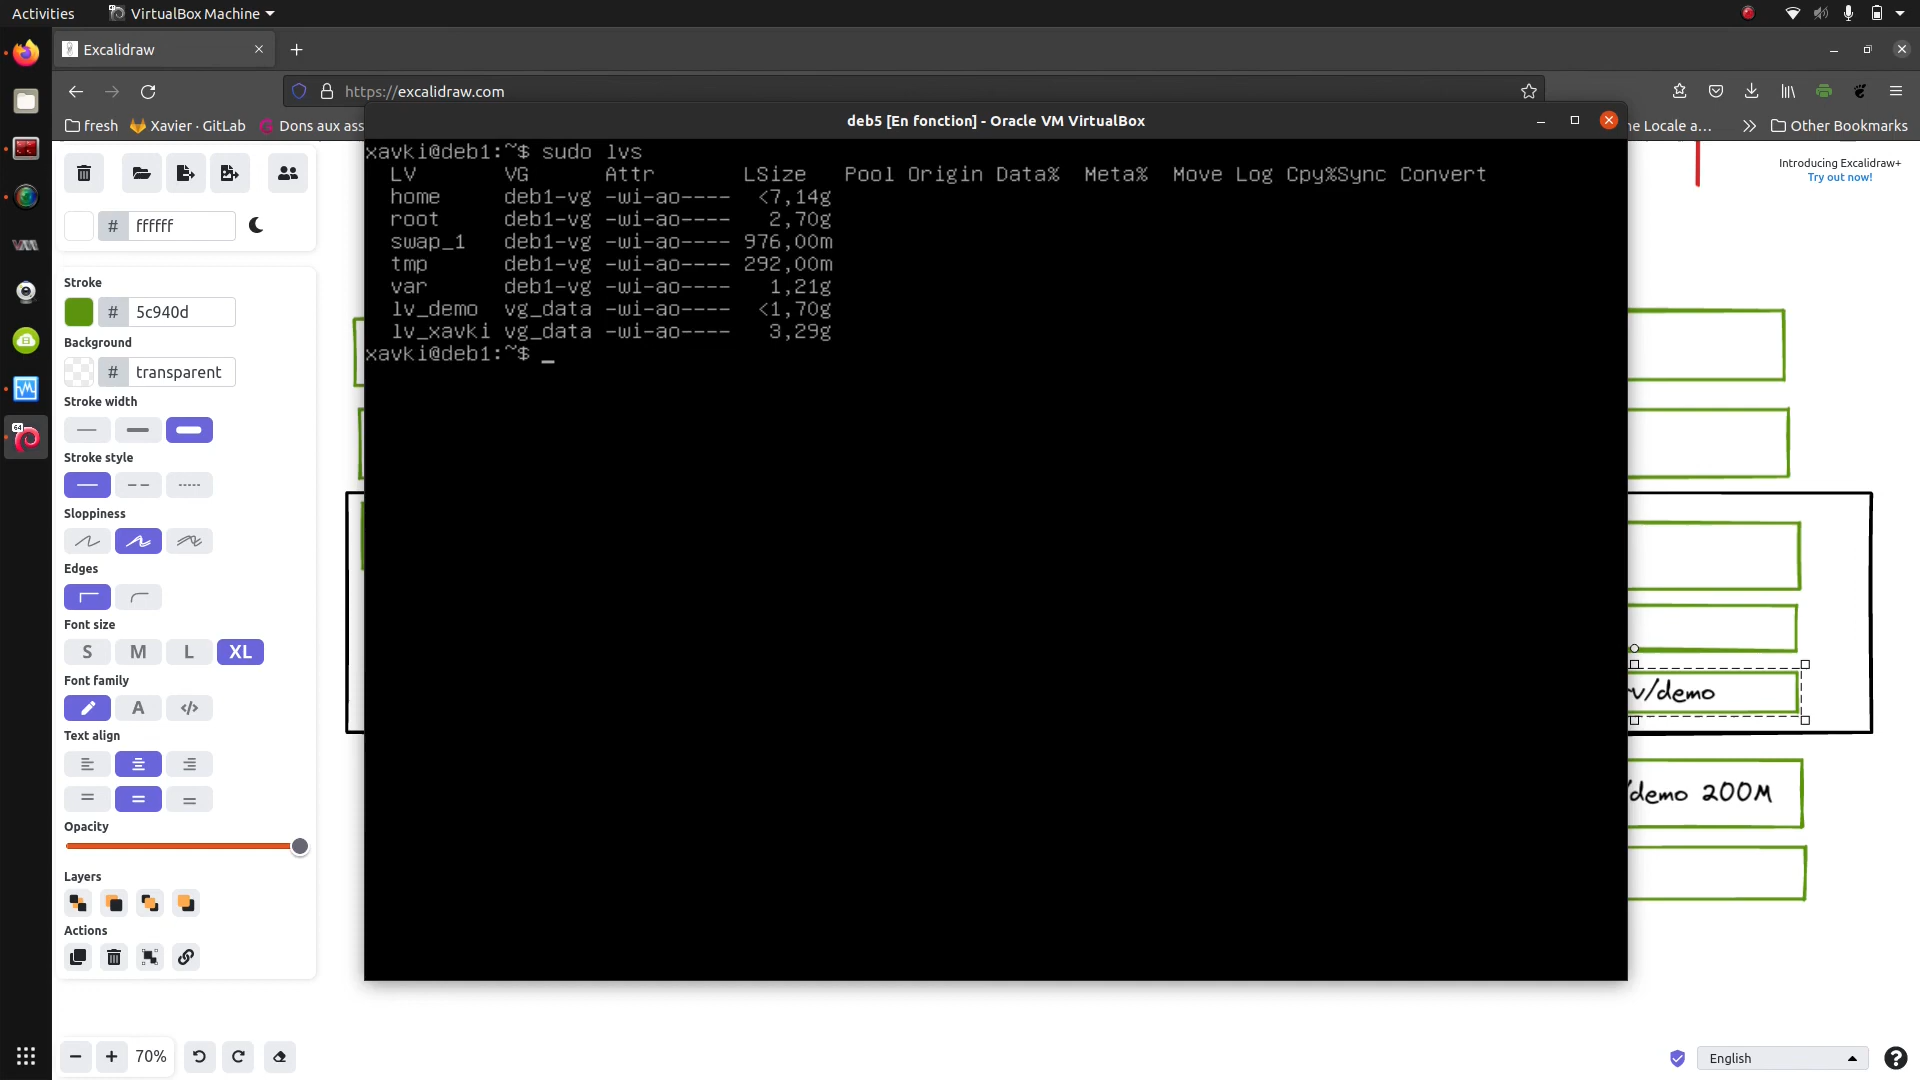 Activities
VirtualBox Machine
Excalidraw
https://excalidraw.com
fresh
Xavier · GitLab
Dons aux ass
ne Locale a…
Other Bookmarks
deb5 [En fonction] - Oracle VM VirtualBox
xavki@deb1:~$ sudo lvs
LV VG Attr LSize Pool Origin Data% Meta% Move Log Cpy%Sync Convert
home deb1-vg -wi-ao---- <7,14g
root deb1-vg -wi-ao---- 2,70g
swap_1 deb1-vg -wi-ao---- 976,00m
tmp deb1-vg -wi-ao---- 292,00m
var deb1-vg -wi-ao---- 1,21g
lv_demo vg_data -wi-ao---- <1,70g
lv_xavki vg_data -wi-ao---- 3,29g
xavki@deb1:~$ _
Introducing Excalidraw+
Try out now!
# ffffff
Stroke
# 5c940d
Background
# transparent
Stroke width
Stroke style
Sloppiness
Edges
Font size
S M L XL
Font family
A </>
Text align
Opacity
Layers
Actions
v/demo
/demo 200M
64
70%
English
?